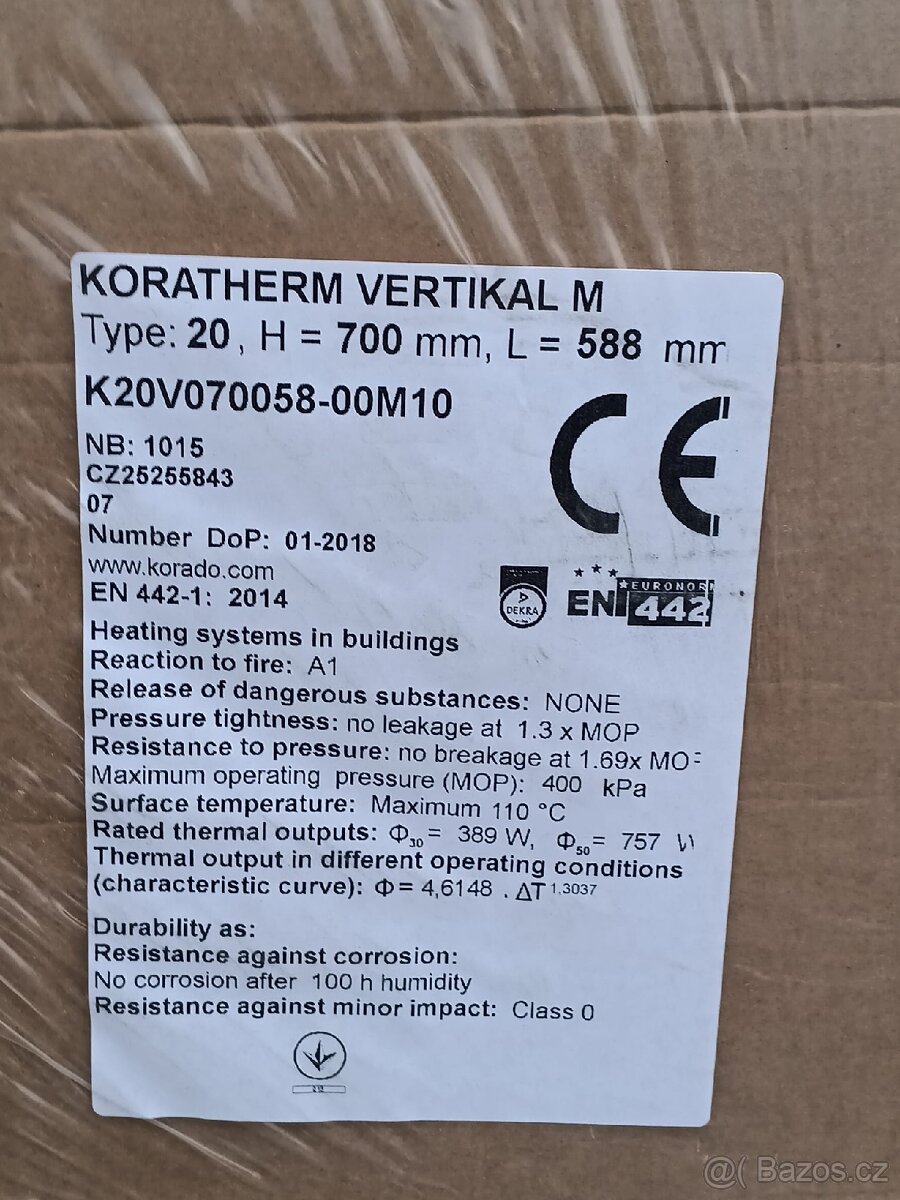 KORATHERM VERTIKAL M
Type: 20 , H = 700 mm, L = 588 mm
K20V070058-00M10
CE
NB: 1015
CZ25255843
07
Number DoP: 01-2018
www.korado.com
EN 442-1: 2014
DEKRA
EN EURONORM 442
Heating systems in buildings
Reaction to fire: A1
Release of dangerous substances: NONE
Pressure tightness: no leakage at 1.3 x MOP
Resistance to pressure: no breakage at 1.69x MOP
Maximum operating pressure (MOP): 400 kPa
Surface temperature: Maximum 110 °C
Rated thermal outputs: Φ30 = 389 W, Φ50 = 757 W
Thermal output in different operating conditions
(characteristic curve): Φ = 4,6148 . ΔT 1,3037
Durability as:
Resistance against corrosion:
No corrosion after 100 h humidity
Resistance against minor impact: Class 0
@( Bazos.cz